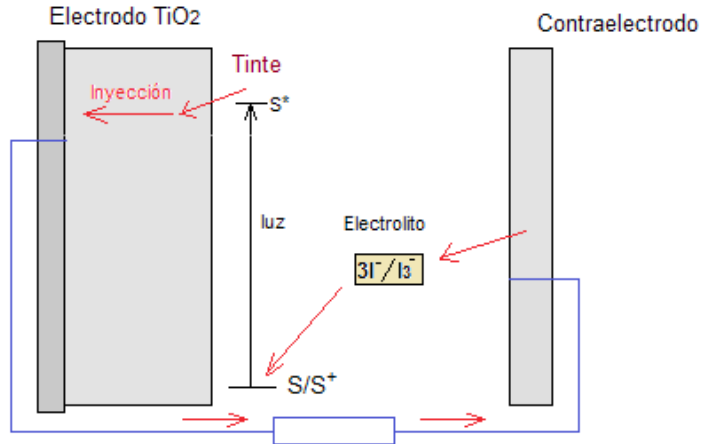 Electrodo TiO2
Contraelectrodo
Tinte
Inyección
S*
luz
Electrolito
3I⁻/I₃⁻
S/S⁺